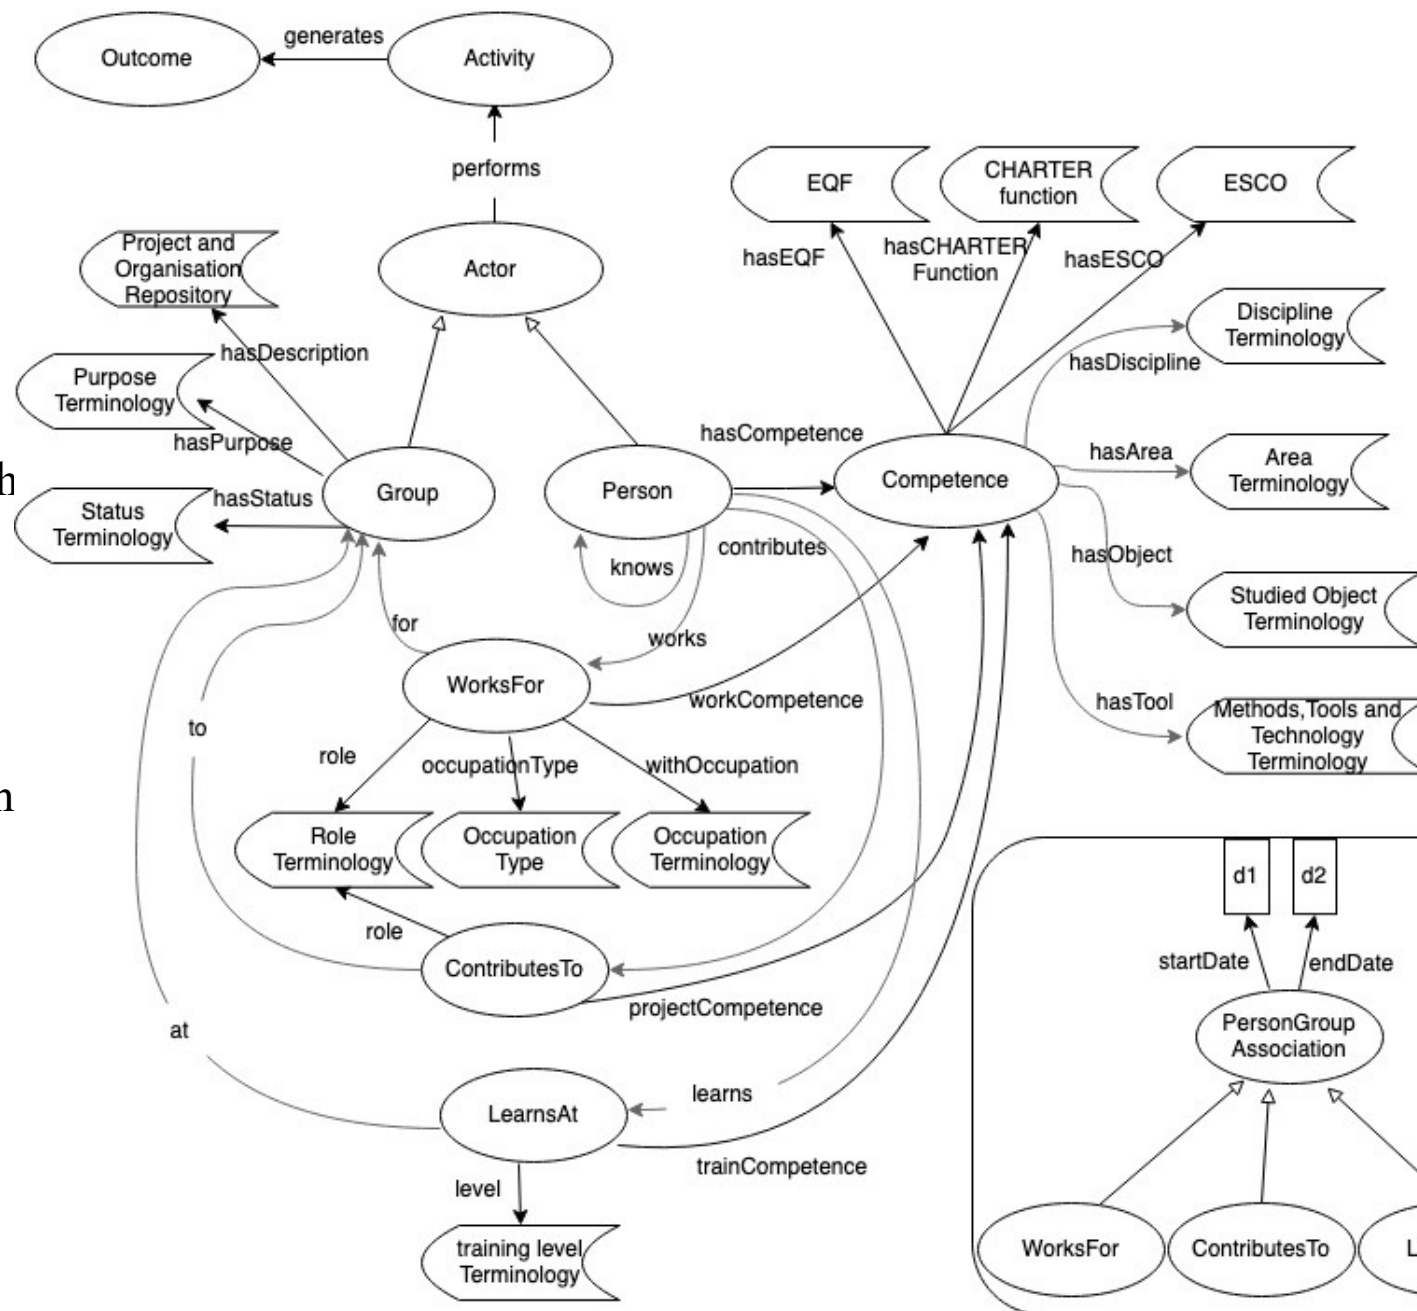 generates
Outcome
Activity
performs
EQF
CHARTER
function
ESCO
Project and
Organisation
Repository
Actor
hasEQF
hasCHARTER
Function
hasESCO
Discipline
Terminology
hasDescription
hasDiscipline
Purpose
Terminology
hasPurpose
hasCompetence
hasArea
Area
Terminology
h
Group
Person
Competence
hasStatus
Status
Terminology
contributes
knows
hasObject
Studied Object
Terminology
for
works
WorksFor
workCompetence
hasTool
Methods,Tools and
Technology
Terminology
to
role
occupationType
withOccupation
n
Role
Terminology
Occupation
Type
Occupation
Terminology
d1
d2
role
ContributesTo
startDate
endDate
projectCompetence
PersonGroup
Association
at
LearnsAt
learns
trainCompetence
level
training level
Terminology
WorksFor
ContributesTo
L